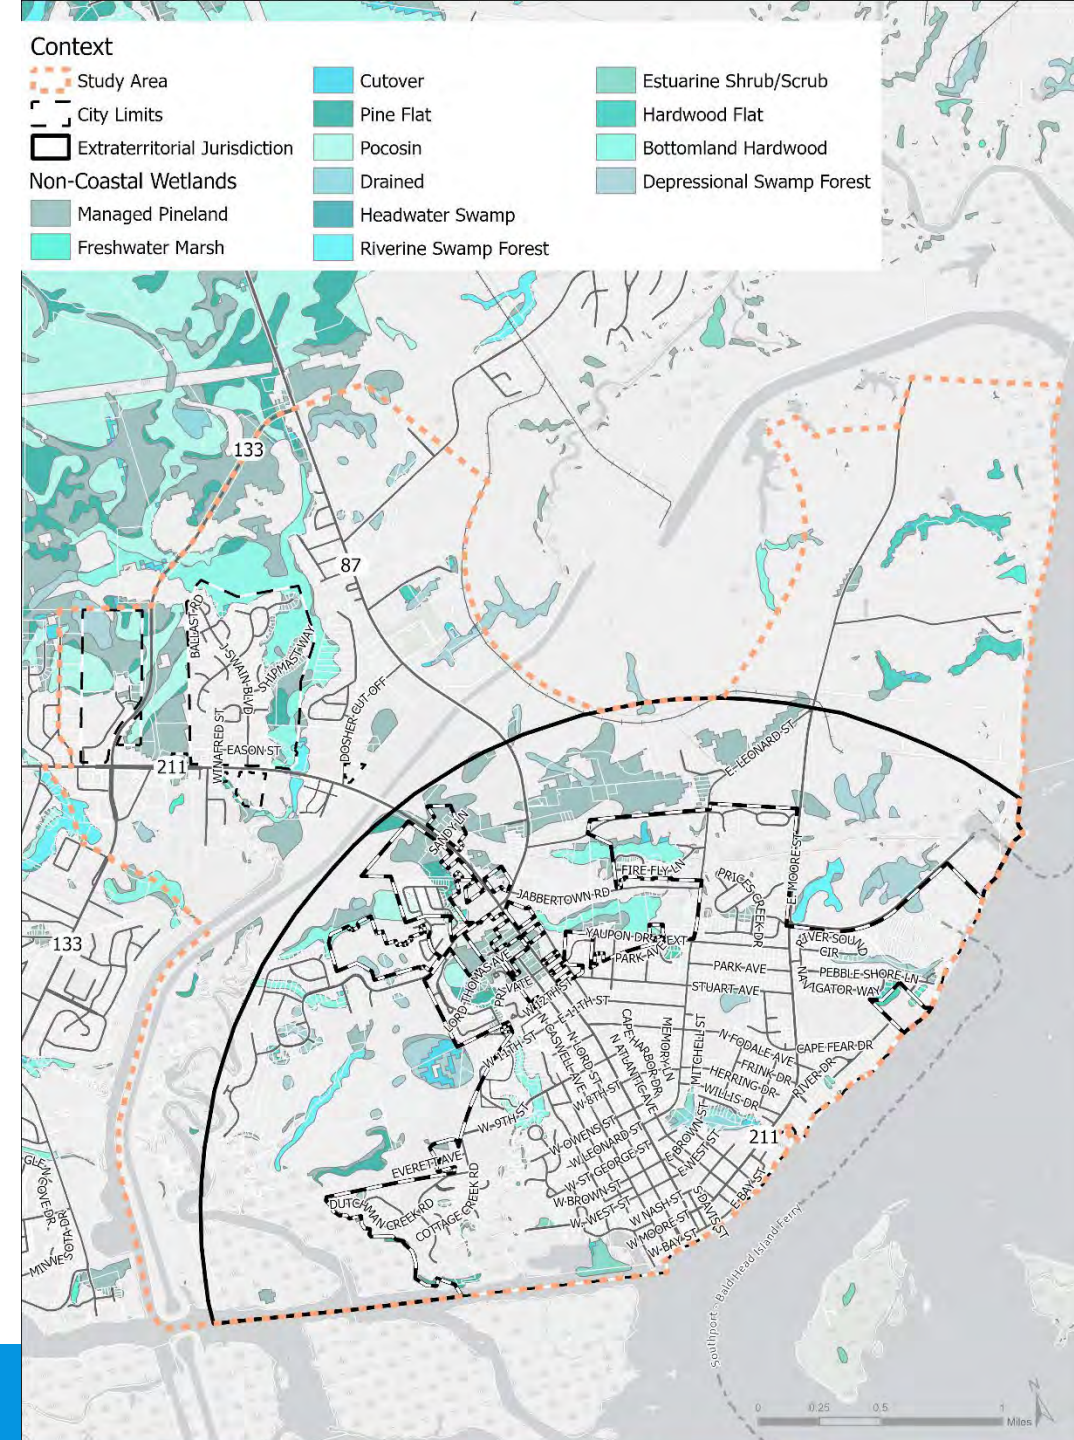 Context
Study Area
City Limits
Extraterritorial Jurisdiction
Non-Coastal Wetlands
Managed Pineland
Freshwater Marsh
Cutover
Pine Flat
Pocosin
Drained
Headwater Swamp
Riverine Swamp Forest
Estuarine Shrub/Scrub
Hardwood Flat
Bottomland Hardwood
Depressional Swamp Forest
133
87
BALLAST RD
J SWAIN BLVD
SHIPMAST WAY
WINAFRED ST
EASON ST
DOSHER CUT-OFF
211
E LEONARD ST
SANDY LN
FIRE FLY LN
E MOORE ST
JABBERTOWN RD
PRICES CREEK DR
133
YAUPON DR
EXT
PARK AVE
RIVER SOUND
CIR
LORD THOMAS AVE
PRIVATE
PARK AVE
NAVIGATOR WAY
PEBBLE SHORE LN
STUART AVE
W 12TH ST
E 11TH ST
W 11TH ST
N CASWELL AVE
N LORD ST
CAPE HARBOR DR
N ATLANTIC AVE
MEMORY LN
MITCHELL ST
N FODALE AVE
CAPE FEAR DR
FRINK DR
HERRING DR
WILLIS DR
RIVER DR
W 8TH ST
W 9TH ST
W OWENS ST
W LEONARD ST
E BROWN ST
E WEST ST
211
EVERETT AVE
W ST GEORGE ST
W BROWN ST
W WEST ST
W NASH ST
W MOORE ST
W BAY ST
S DAVIS ST
E BAY ST
DUTCHMAN CREEK RD
COTTAGE CREEK RD
GLEN COVE DR
SOTA DR
MINWE
Southport - Bald Head Island Ferry
N
0 0.25 0.5 1
Miles